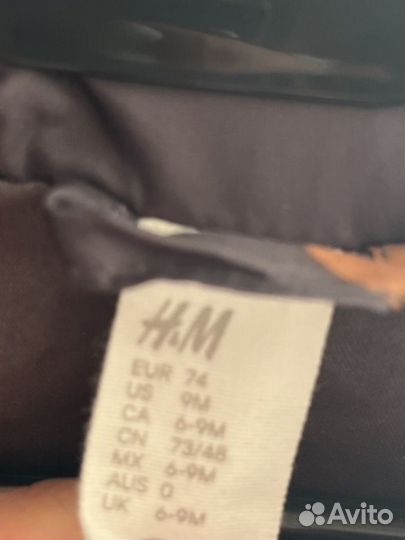 H&M
EUR 74
US 9M
CA 6-9M
CN 73/48
MX 6-9M
AUS 0
UK 6-9M
Avito